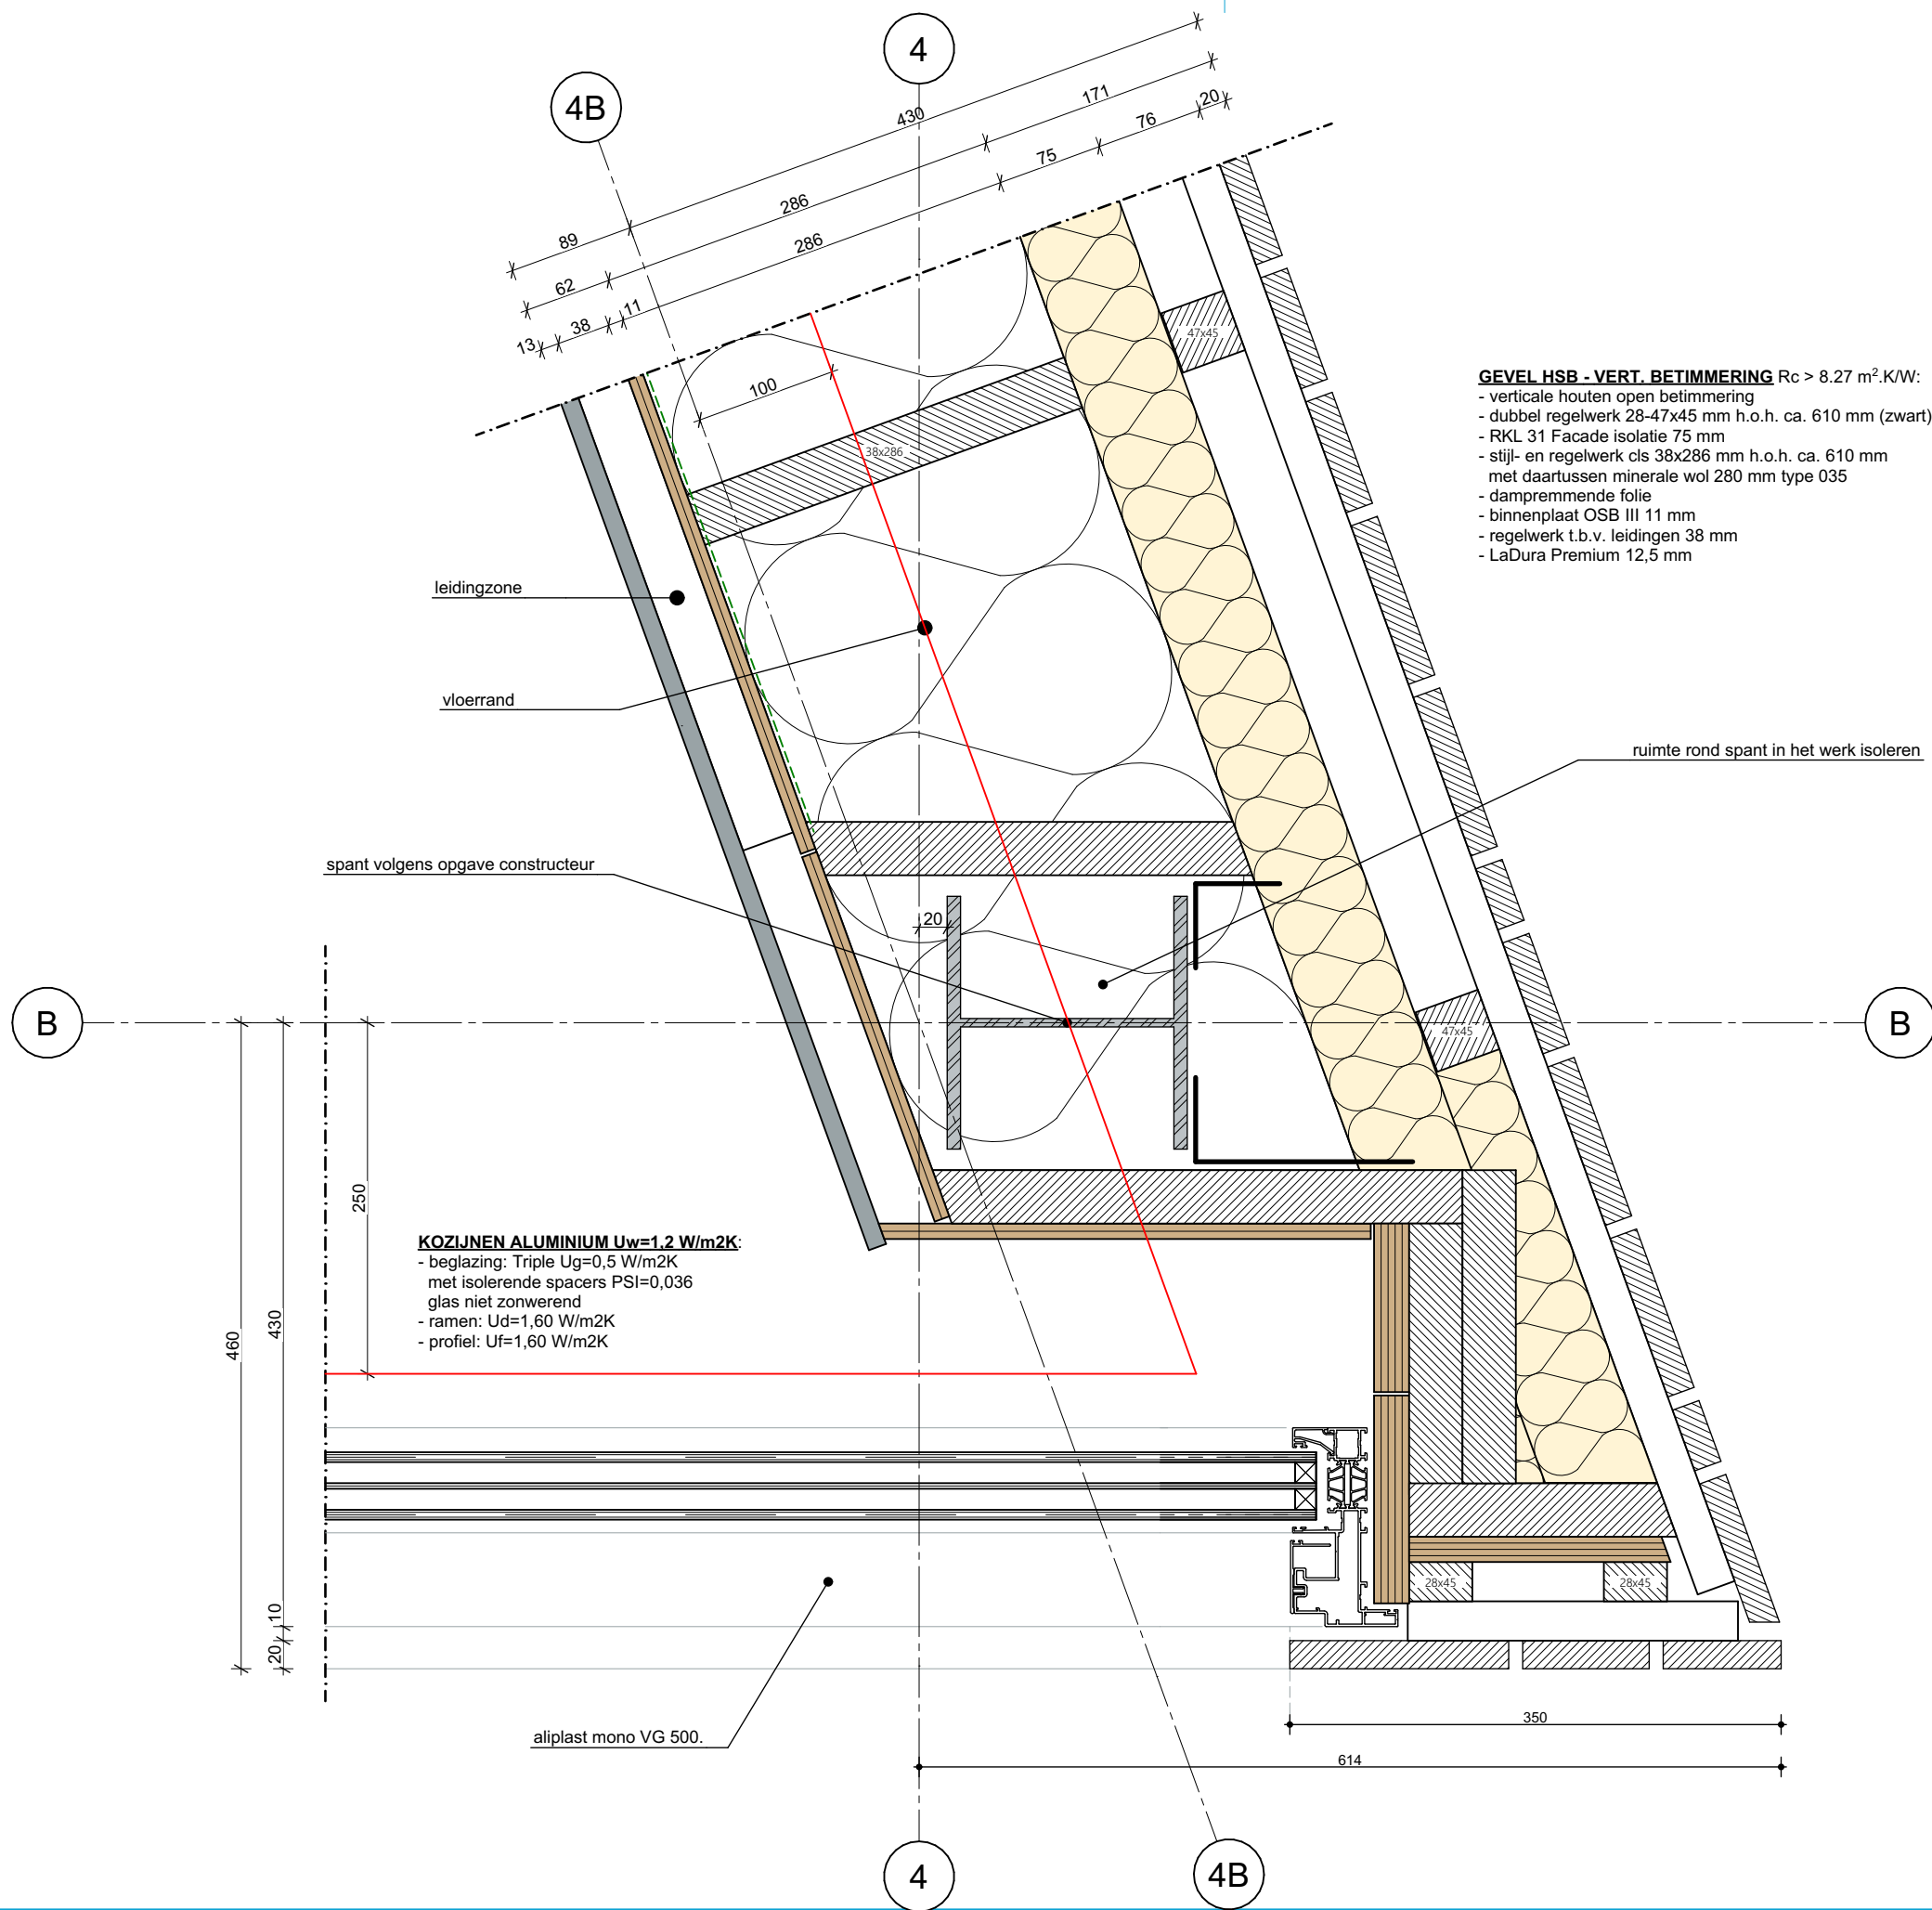 4
4B
430
171
20
76
75
286
286
89
62
11
38
13
100
47x45
38x286
GEVEL HSB - VERT. BETIMMERING Rc > 8.27 m².K/W:
- verticale houten open betimmering
- dubbel regelwerk 28-47x45 mm h.o.h. ca. 610 mm (zwart)
- RKL 31 Facade isolatie 75 mm
- stijl- en regelwerk cls 38x286 mm h.o.h. ca. 610 mm
met daartussen minerale wol 280 mm type 035
- dampremmende folie
- binnenplaat OSB III 11 mm
- regelwerk t.b.v. leidingen 38 mm
- LaDura Premium 12,5 mm
leidingzone
vloerrand
ruimte rond spant in het werk isoleren
spant volgens opgave constructeur
20
B
B
47x45
250
430
460
10
20
KOZIJNEN ALUMINIUM Uw=1,2 W/m2K:
- beglazing: Triple Ug=0,5 W/m2K
met isolerende spacers PSI=0,036
glas niet zonwerend
- ramen: Ud=1,60 W/m2K
- profiel: Uf=1,60 W/m2K
28x45
28x45
aliplast mono VG 500.
350
614
4
4B